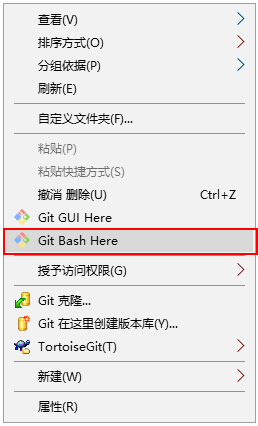 查看(V)
排序方式(O)
分组依据(P)
刷新(E)
自定义文件夹(F)...
粘贴(P)
粘贴快捷方式(S)
撤消 删除(U) Ctrl+Z
Git GUI Here
Git Bash Here
授予访问权限(G)
Git 克隆...
Git 在这里创建版本库(Y)...
TortoiseGit(T)
新建(W)
属性(R)